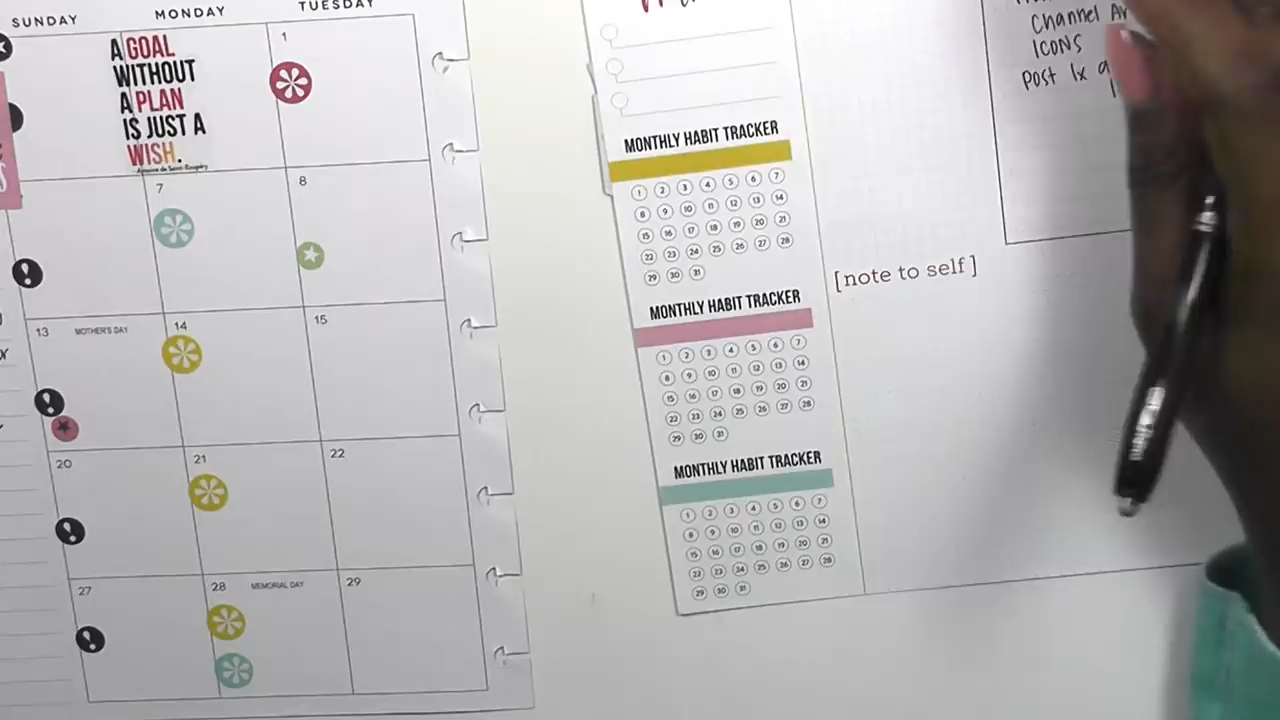 SUNDAY MONDAY TUESDAY
A GOAL
WITHOUT
A PLAN
IS JUST A
WISH.
Antoine de Saint-Exupéry
1
7 8
13 MOTHER'S DAY 14 15
20 21 22
27 28 MEMORIAL DAY 29
MONTHLY HABIT TRACKER
1 2 3 4 5 6 7
8 9 10 11 12 13 14
15 16 17 18 19 20 21
22 23 24 25 26 27 28
29 30 31
MONTHLY HABIT TRACKER
1 2 3 4 5 6 7
8 9 10 11 12 13 14
15 16 17 18 19 20 21
22 23 24 25 26 27 28
29 30 31
MONTHLY HABIT TRACKER
1 2 3 4 5 6 7
8 9 10 11 12 13 14
15 16 17 18 19 20 21
22 23 24 25 26 27 28
29 30 31
Channel
ICONS
Post 1x
[note to self]